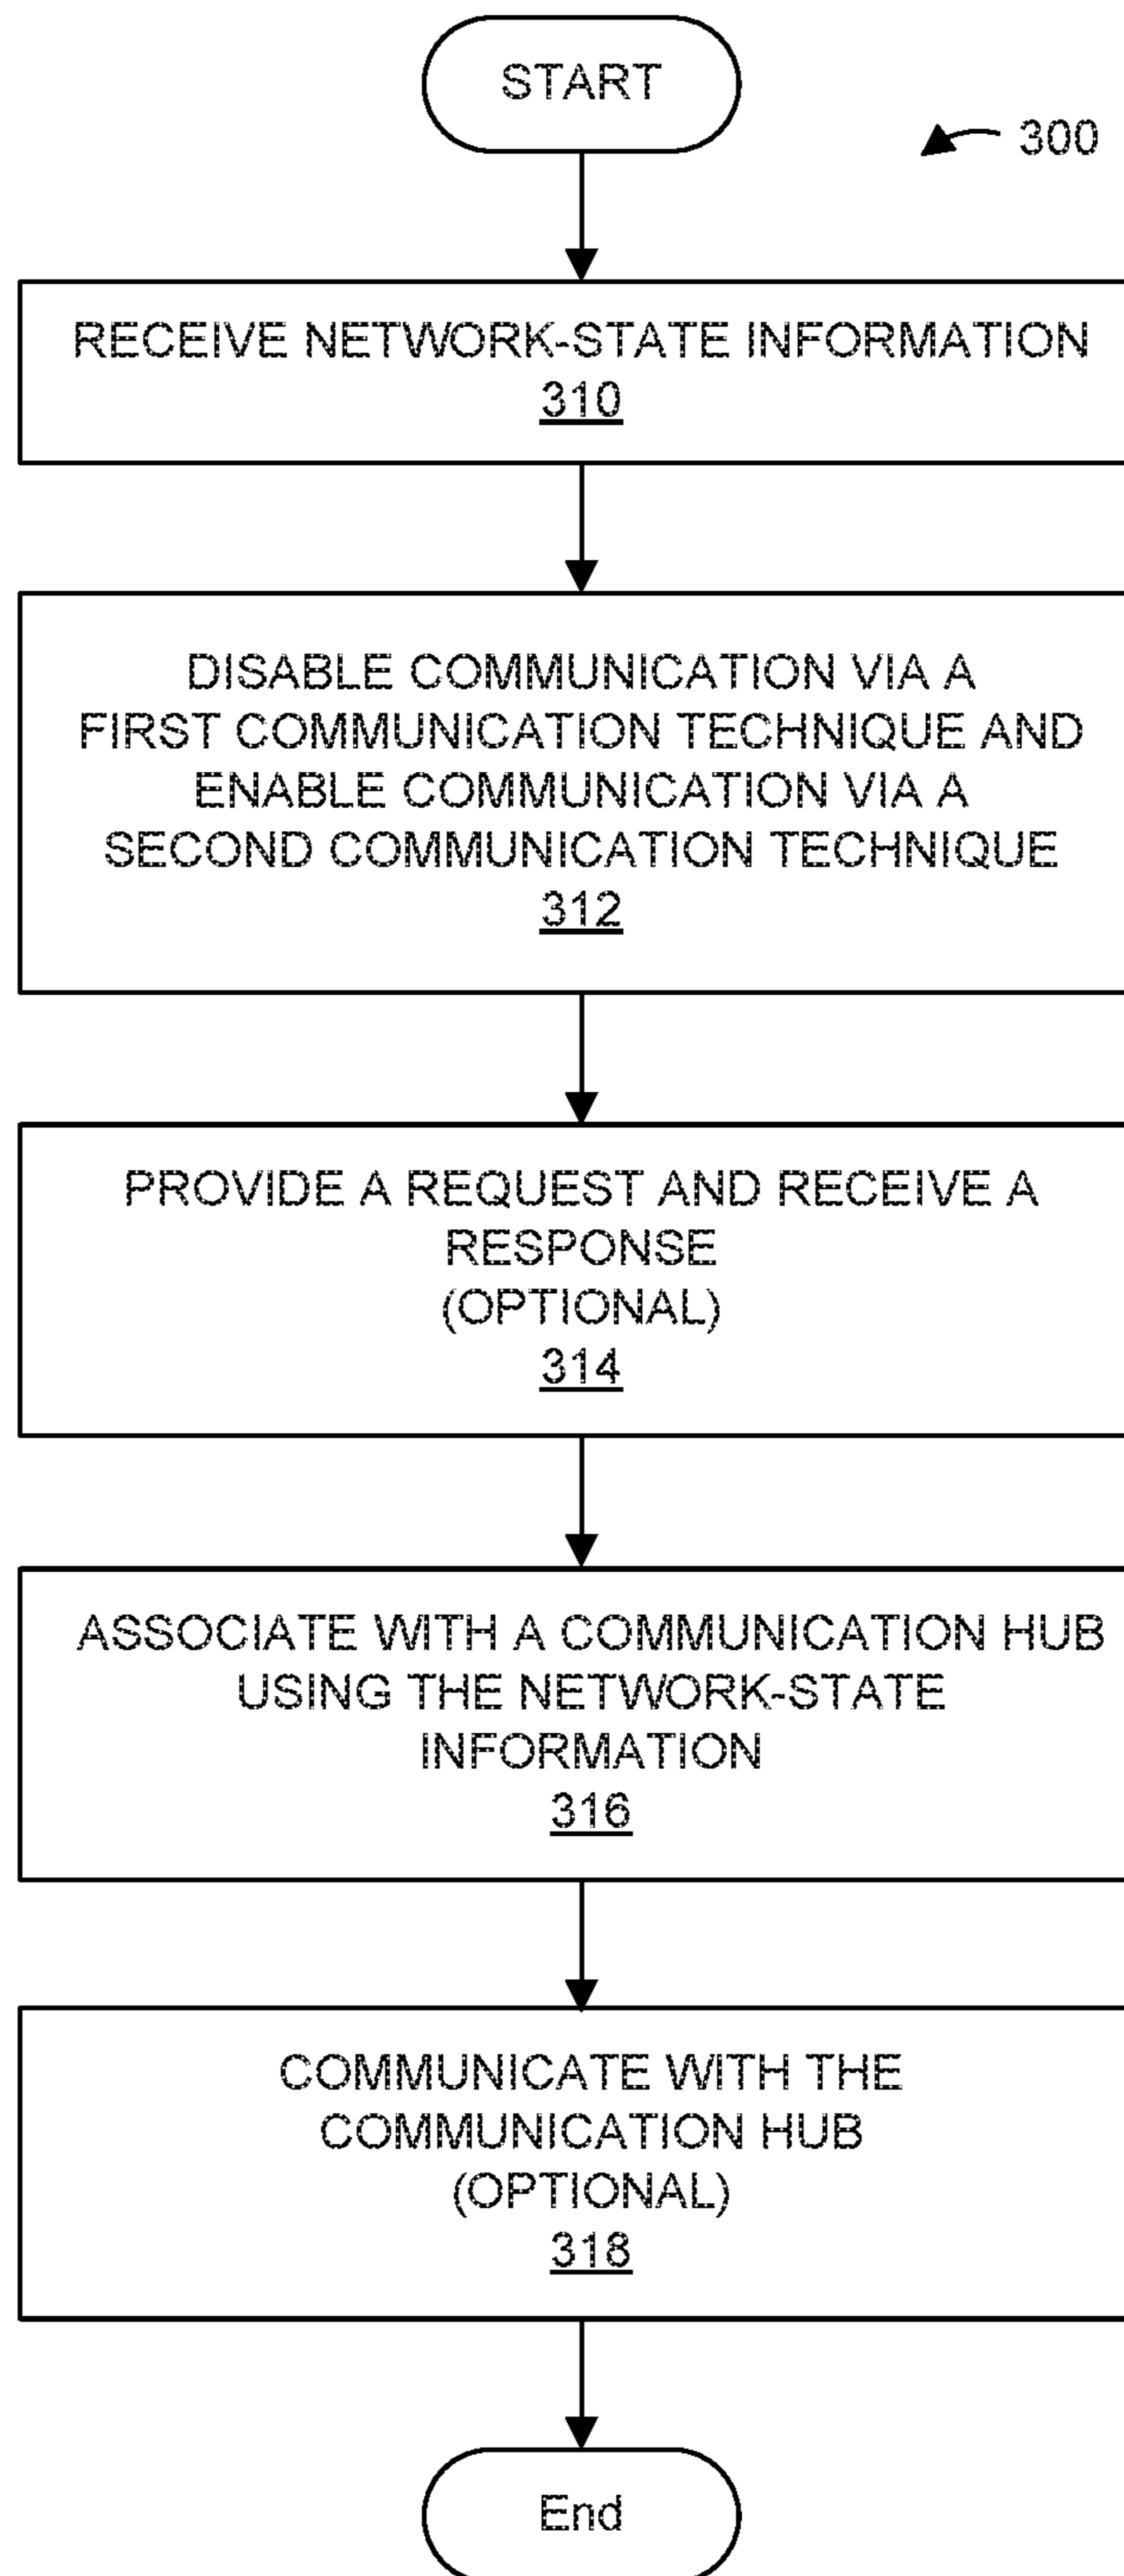 START
300
RECEIVE NETWORK-STATE INFORMATION
310
DISABLE COMMUNICATION VIA A
FIRST COMMUNICATION TECHNIQUE AND
ENABLE COMMUNICATION VIA A
SECOND COMMUNICATION TECHNIQUE
312
PROVIDE A REQUEST AND RECEIVE A
RESPONSE
(OPTIONAL)
314
ASSOCIATE WITH A COMMUNICATION HUB
USING THE NETWORK-STATE
INFORMATION
316
COMMUNICATE WITH THE
COMMUNICATION HUB
(OPTIONAL)
318
End